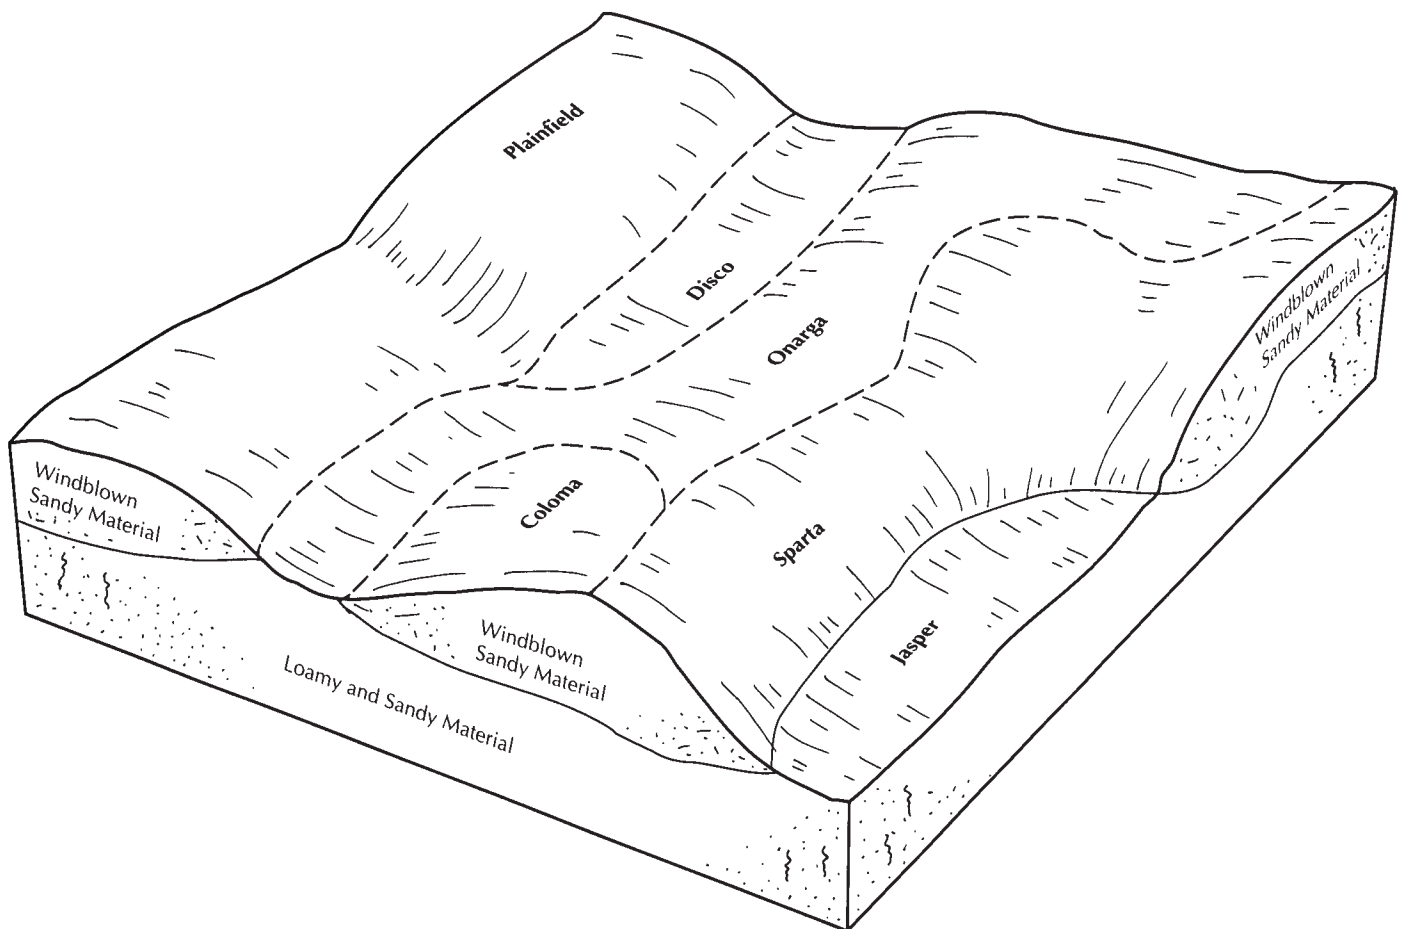 Plainfield
Disco
Onarga
Windblown
Sandy Material
Coloma
Sparta
Windblown
Sandy Material
Jasper
Windblown
Sandy Material
Loamy and Sandy Material